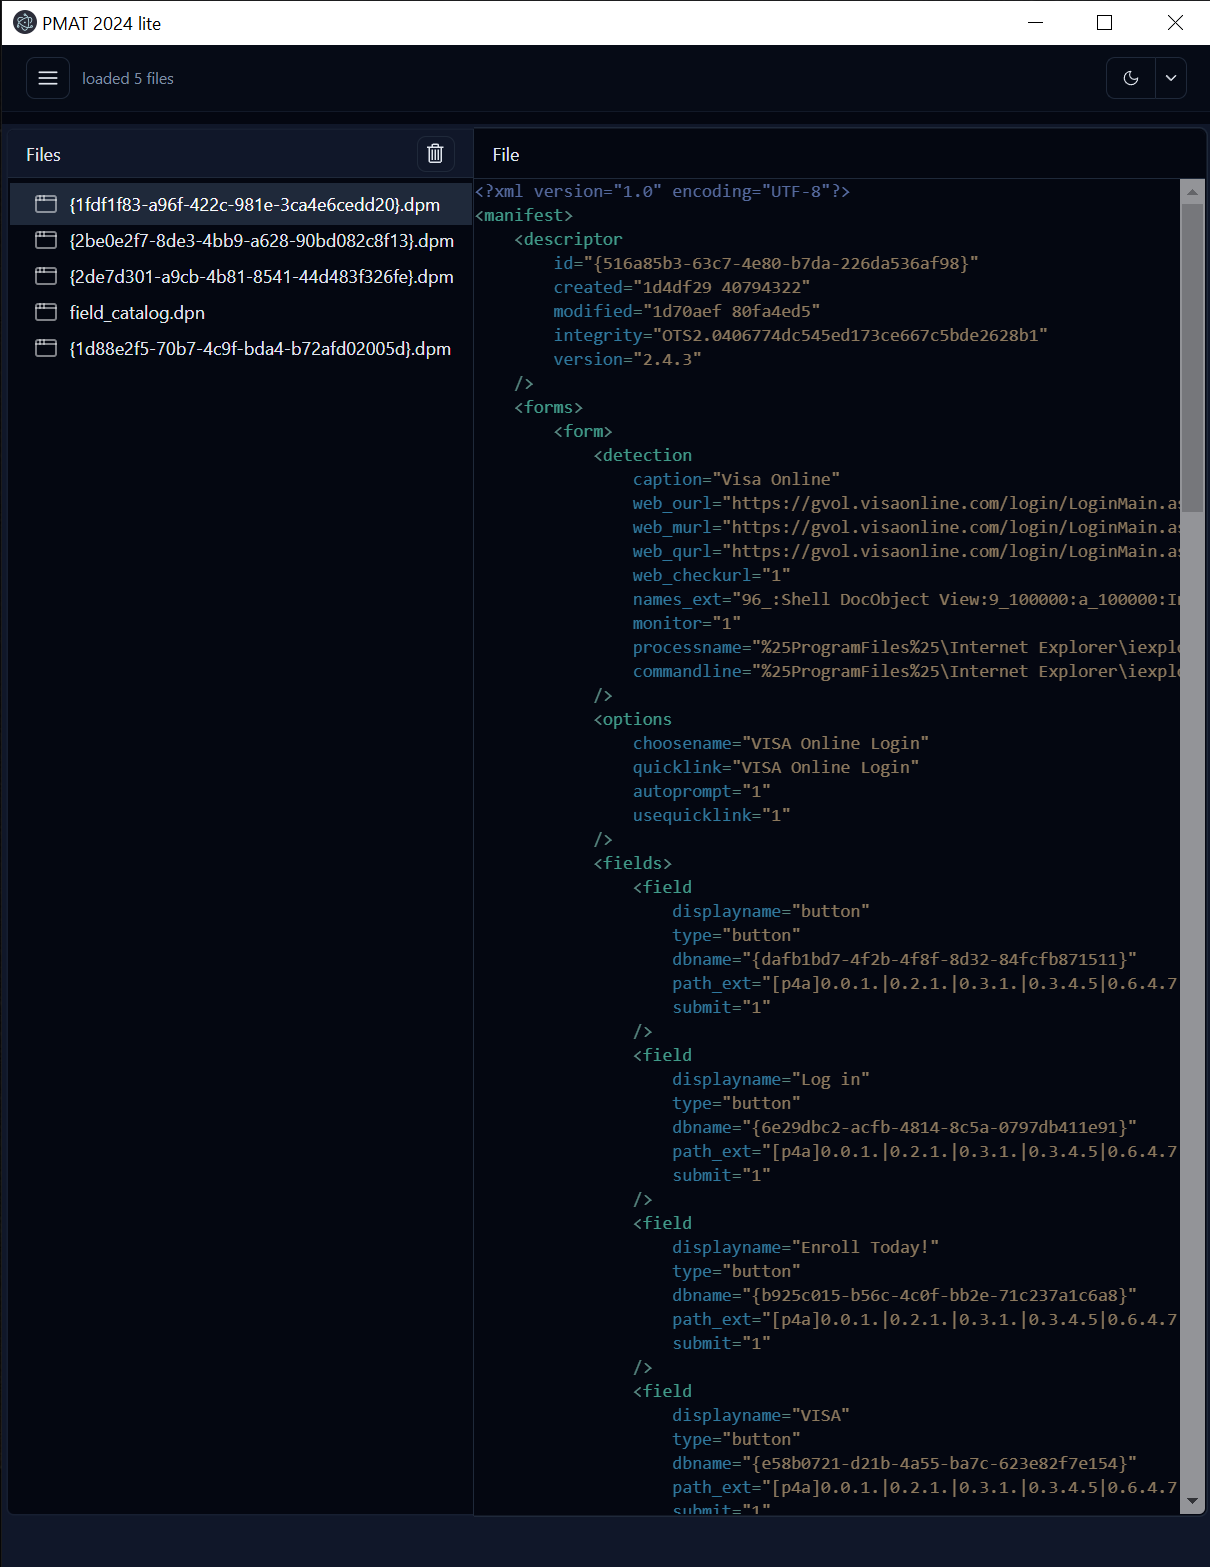 PMAT 2024 lite
loaded 5 files
Files
{1fdf1f83-a96f-422c-981e-3ca4e6cedd20}.dpm
{2be0e2f7-8de3-4bb9-a628-90bd082c8f13}.dpm
{2de7d301-a9cb-4b81-8541-44d483f326fe}.dpm
field_catalog.dpn
{1d88e2f5-70b7-4c9f-bda4-b72afd02005d}.dpm
File
<?xml version="1.0" encoding="UTF-8"?>
<manifest>
<descriptor
id="{516a85b3-63c7-4e80-b7da-226da536af98}"
created="1d4df29 40794322"
modified="1d70aef 80fa4ed5"
integrity="OTS2.0406774dc545ed173ce667c5bde2628b1"
version="2.4.3"
/>
<forms>
<form>
<detection
caption="Visa Online"
web_ourl="https://gvol.visaonline.com/login/LoginMain.as
web_murl="https://gvol.visaonline.com/login/LoginMain.as
web_qurl="https://gvol.visaonline.com/login/LoginMain.as
web_checkurl="1"
names_ext="96_:Shell DocObject View:9_100000:a_100000:In
monitor="1"
processname="%25ProgramFiles%25\Internet Explorer\iexplo
commandline="%25ProgramFiles%25\Internet Explorer\iexplo
/>
<options
choosename="VISA Online Login"
quicklink="VISA Online Login"
autoprompt="1"
usequicklink="1"
/>
<fields>
<field
displayname="button"
type="button"
dbname="{dafb1bd7-4f2b-4f8f-8d32-84fcfb871511}"
path_ext="[p4a]0.0.1.|0.2.1.|0.3.1.|0.3.4.5|0.6.4.7
submit="1"
/>
<field
displayname="Log in"
type="button"
dbname="{6e29dbc2-acfb-4814-8c5a-0797db411e91}"
path_ext="[p4a]0.0.1.|0.2.1.|0.3.1.|0.3.4.5|0.6.4.7
submit="1"
/>
<field
displayname="Enroll Today!"
type="button"
dbname="{b925c015-b56c-4c0f-bb2e-71c237a1c6a8}"
path_ext="[p4a]0.0.1.|0.2.1.|0.3.1.|0.3.4.5|0.6.4.7
submit="1"
/>
<field
displayname="VISA"
type="button"
dbname="{e58b0721-d21b-4a55-ba7c-623e82f7e154}"
path_ext="[p4a]0.0.1.|0.2.1.|0.3.1.|0.3.4.5|0.6.4.7
submit="1"